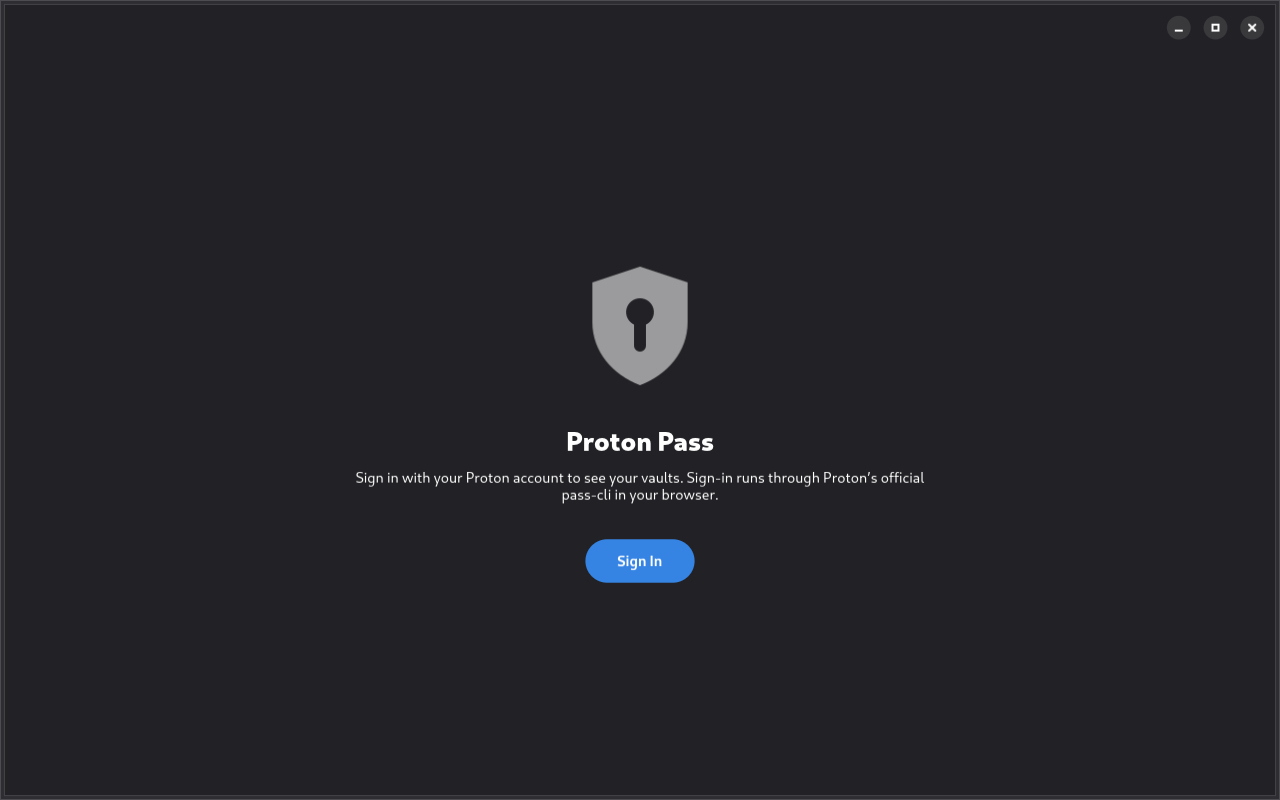 Proton Pass
Sign in with your Proton account to see your vaults. Sign-in runs through Proton’s official
pass-cli in your browser.
Sign In